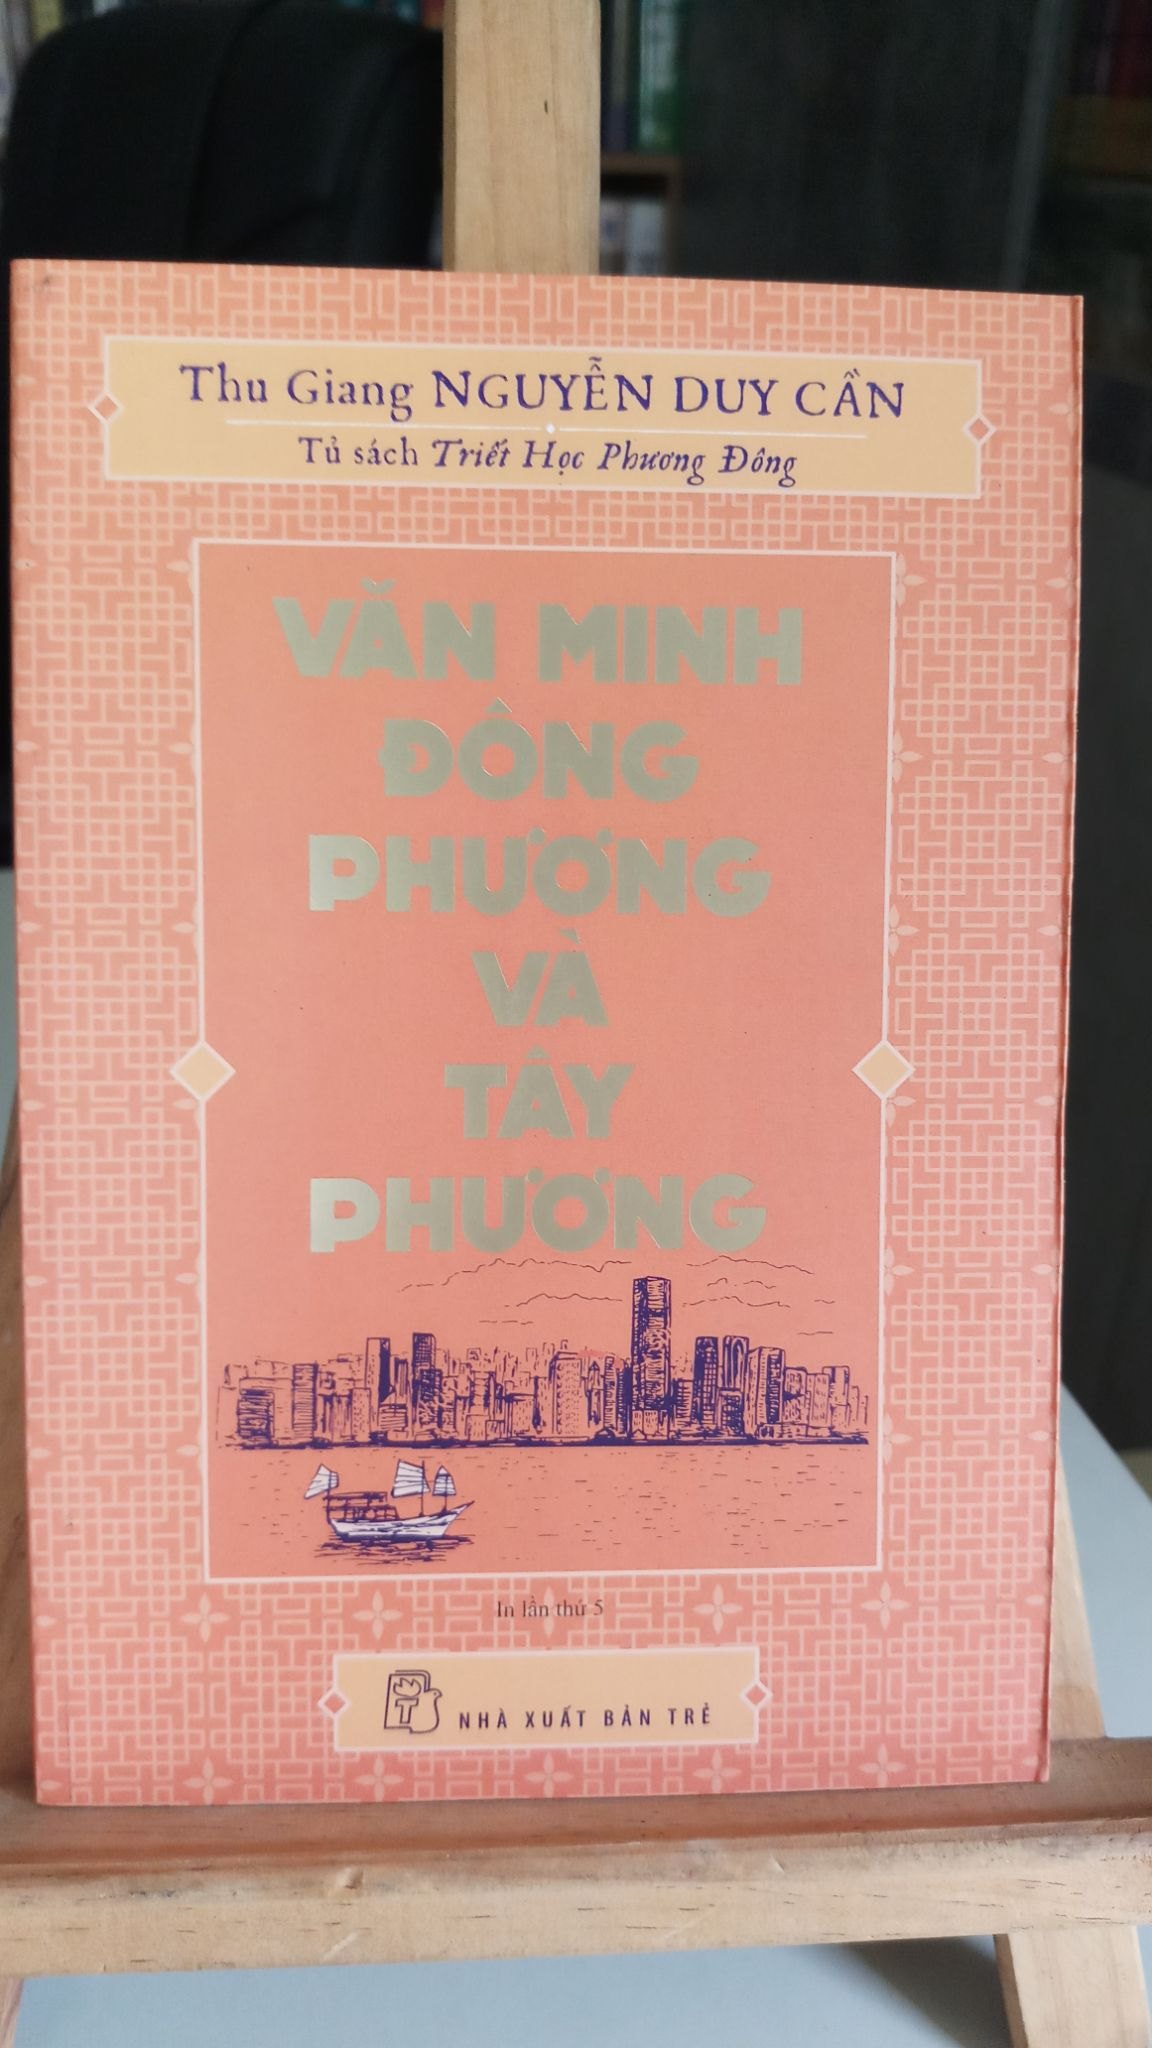 Thu Giang NGUYỄN DUY CẦN
Tủ sách Triết Học Phương Đông
VĂN MINH
ĐÔNG
PHƯƠNG
VÀ
TÂY
PHƯƠNG
In lần thứ 5
NHÀ XUẤT BẢN TRẺ